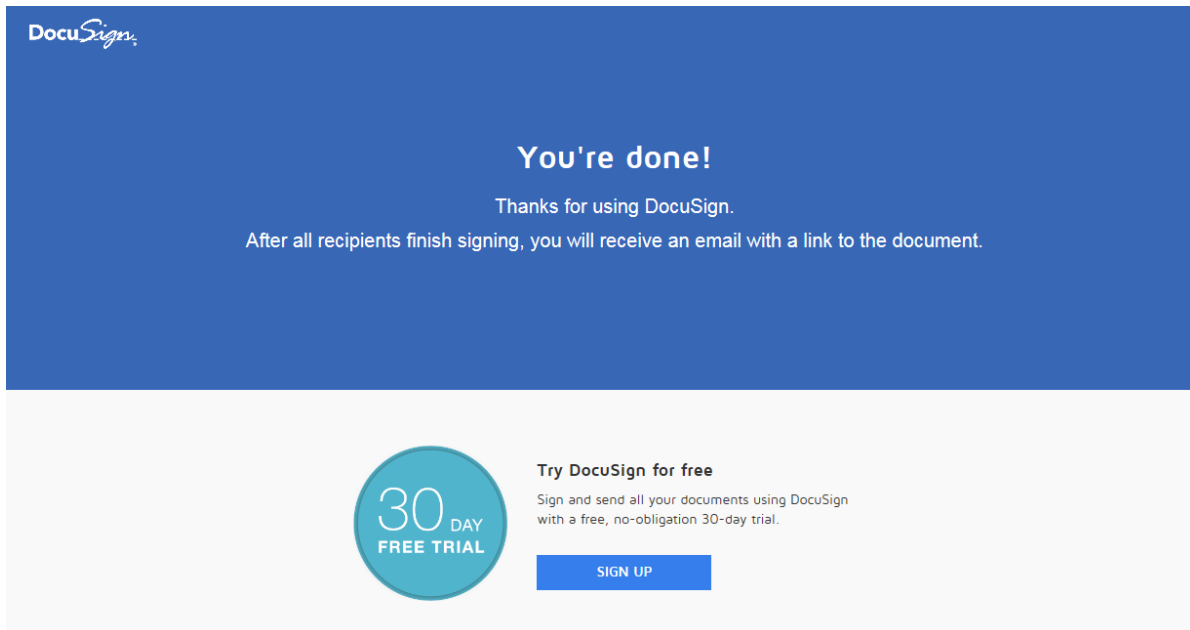 DocuSign
You're done!
Thanks for using DocuSign.
After all recipients finish signing, you will receive an email with a link to the document.
30 DAY
FREE TRIAL
Try DocuSign for free
Sign and send all your documents using DocuSign
with a free, no-obligation 30-day trial.
SIGN UP